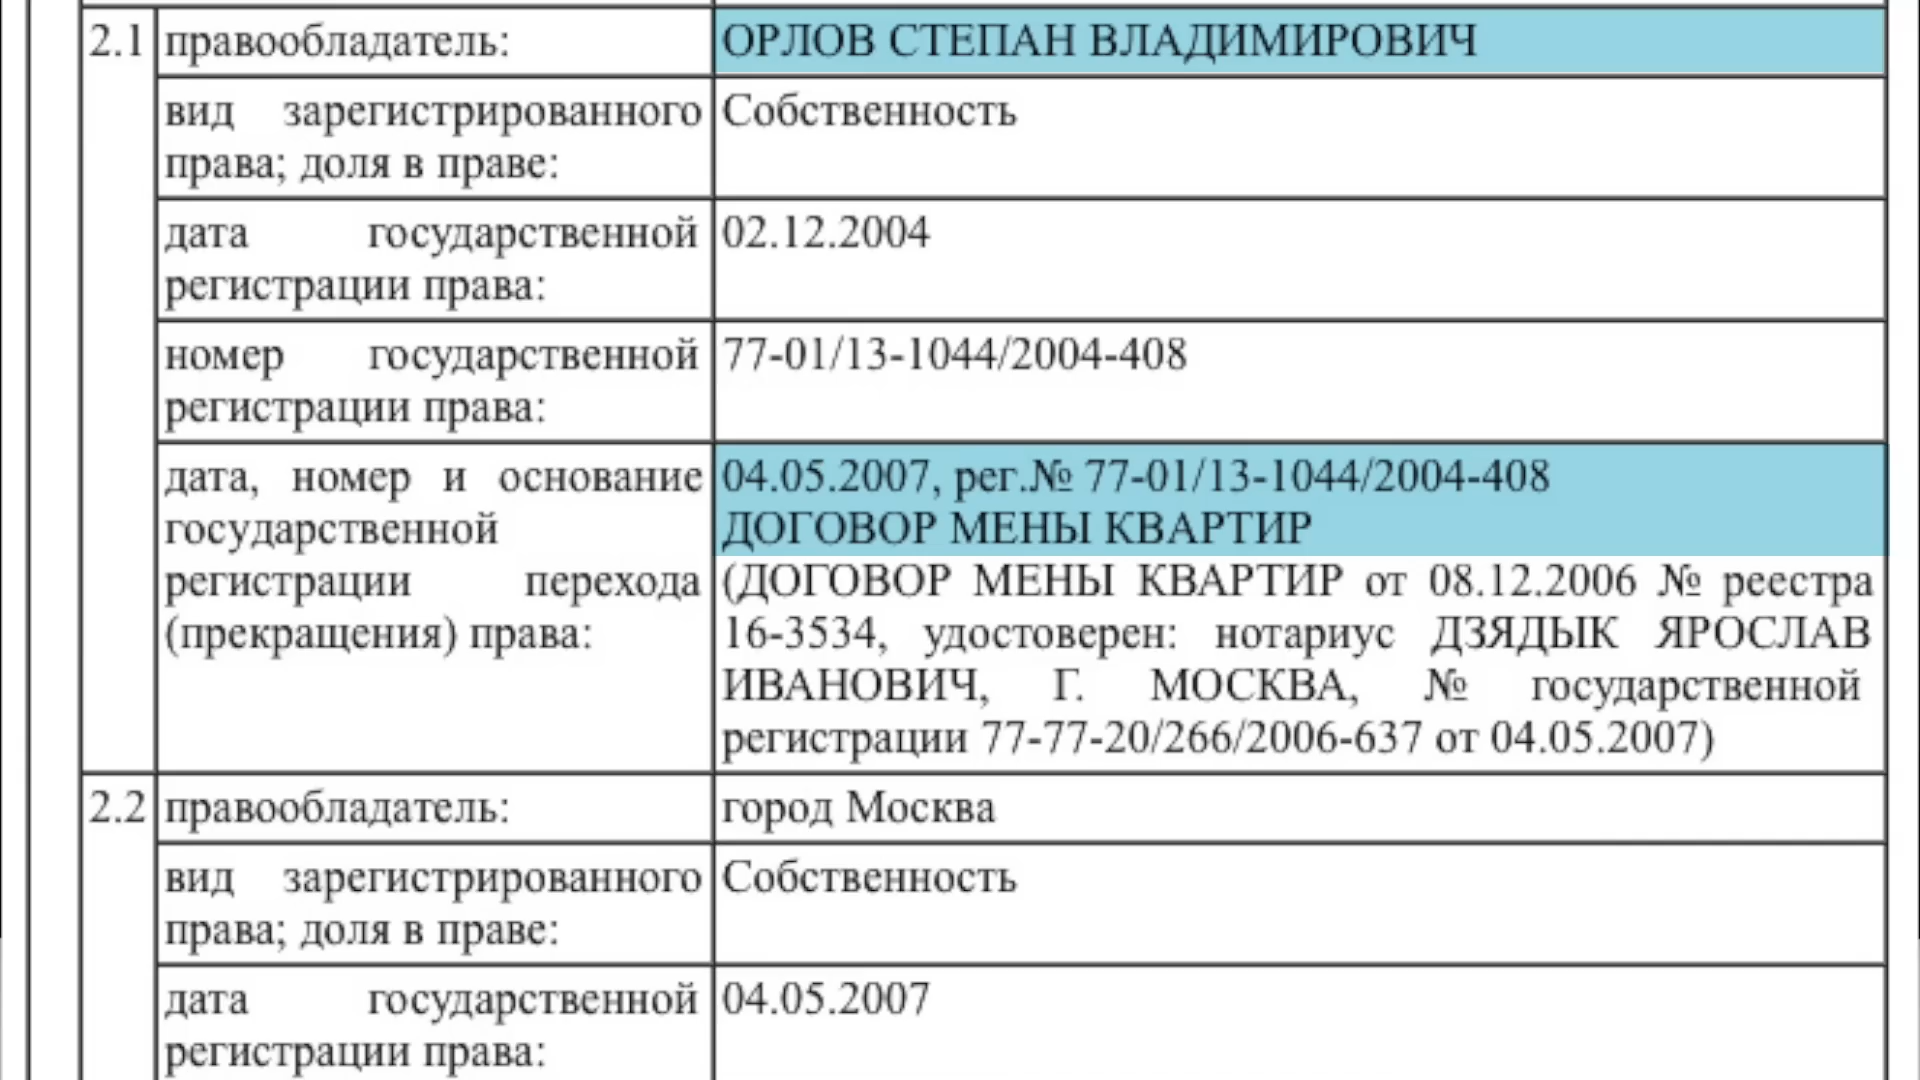 2.1 правообладатель: ОРЛОВ СТЕПАН ВЛАДИМИРОВИЧ
вид зарегистрированного Собственность
права; доля в праве:
дата государственной 02.12.2004
регистрации права:
номер государственной 77-01/13-1044/2004-408
регистрации права:
дата, номер и основание 04.05.2007, рег.№ 77-01/13-1044/2004-408
государственной ДОГОВОР МЕНЫ КВАРТИР
регистрации перехода (ДОГОВОР МЕНЫ КВАРТИР от 08.12.2006 № реестра
(прекращения) права: 16-3534, удостоверен: нотариус ДЗЯДЫК ЯРОСЛАВ
ИВАНОВИЧ, Г. МОСКВА, № государственной
регистрации 77-77-20/266/2006-637 от 04.05.2007)
2.2 правообладатель: город Москва
вид зарегистрированного Собственность
права; доля в праве:
дата государственной 04.05.2007
регистрации права: